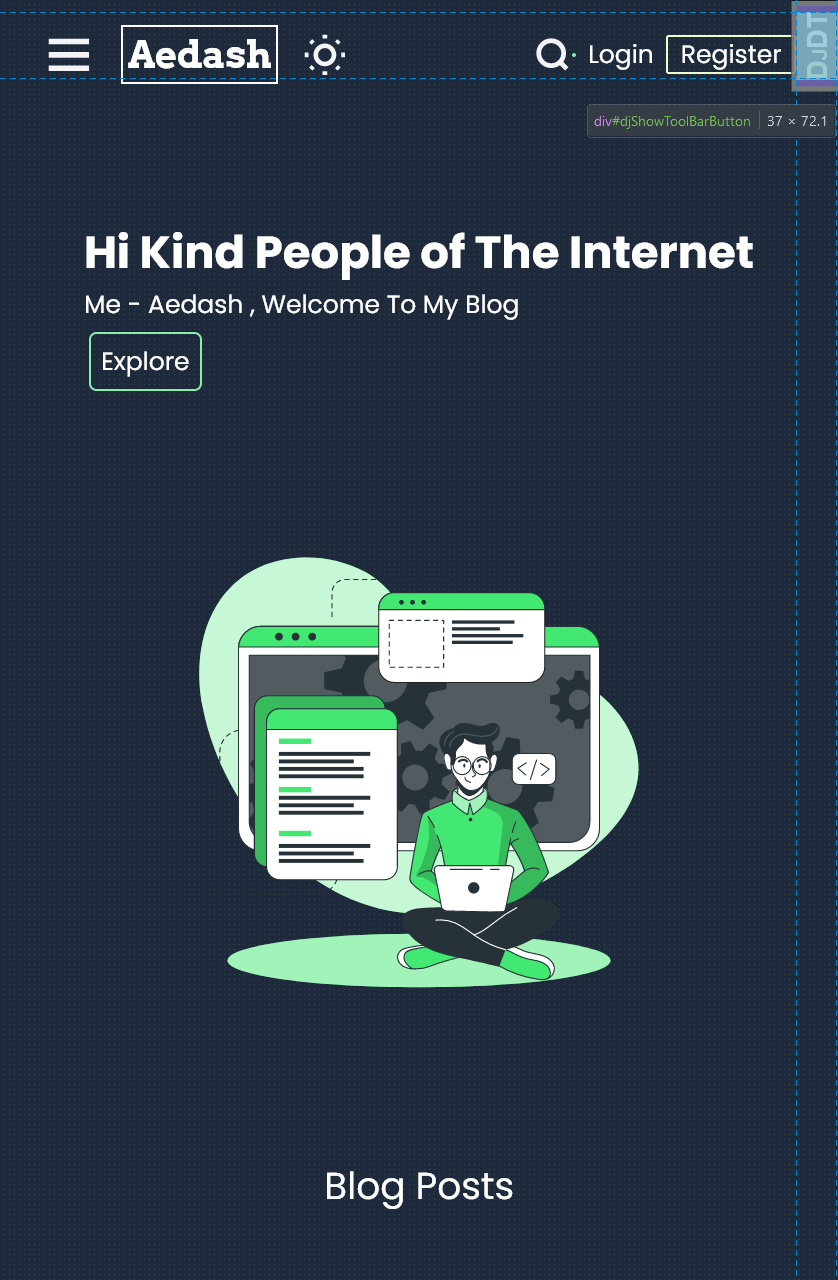 Aedash
Login
Register
DJDT
div#djShowToolBarButton
37 × 72.1
Hi Kind People of The Internet
Me - Aedash , Welcome To My Blog
Explore
</>
Blog Posts